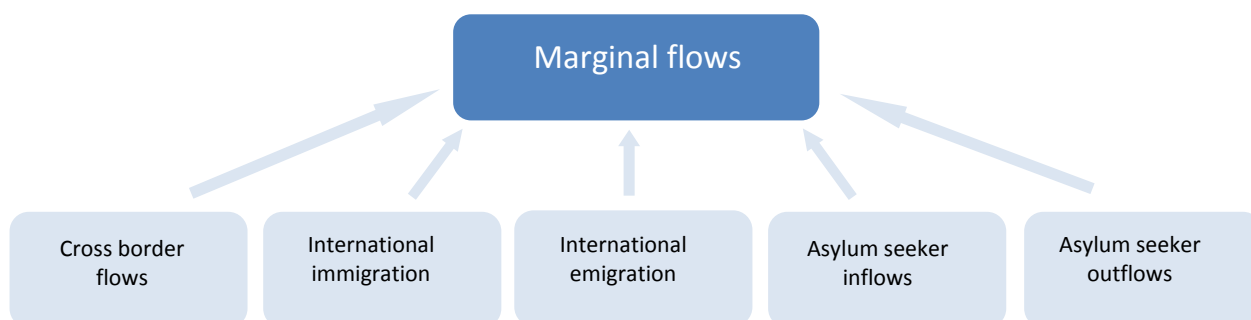 Marginal flows
Cross border
flows
International
immigration
International
emigration
Asylum seeker
inflows
Asylum seeker
outflows